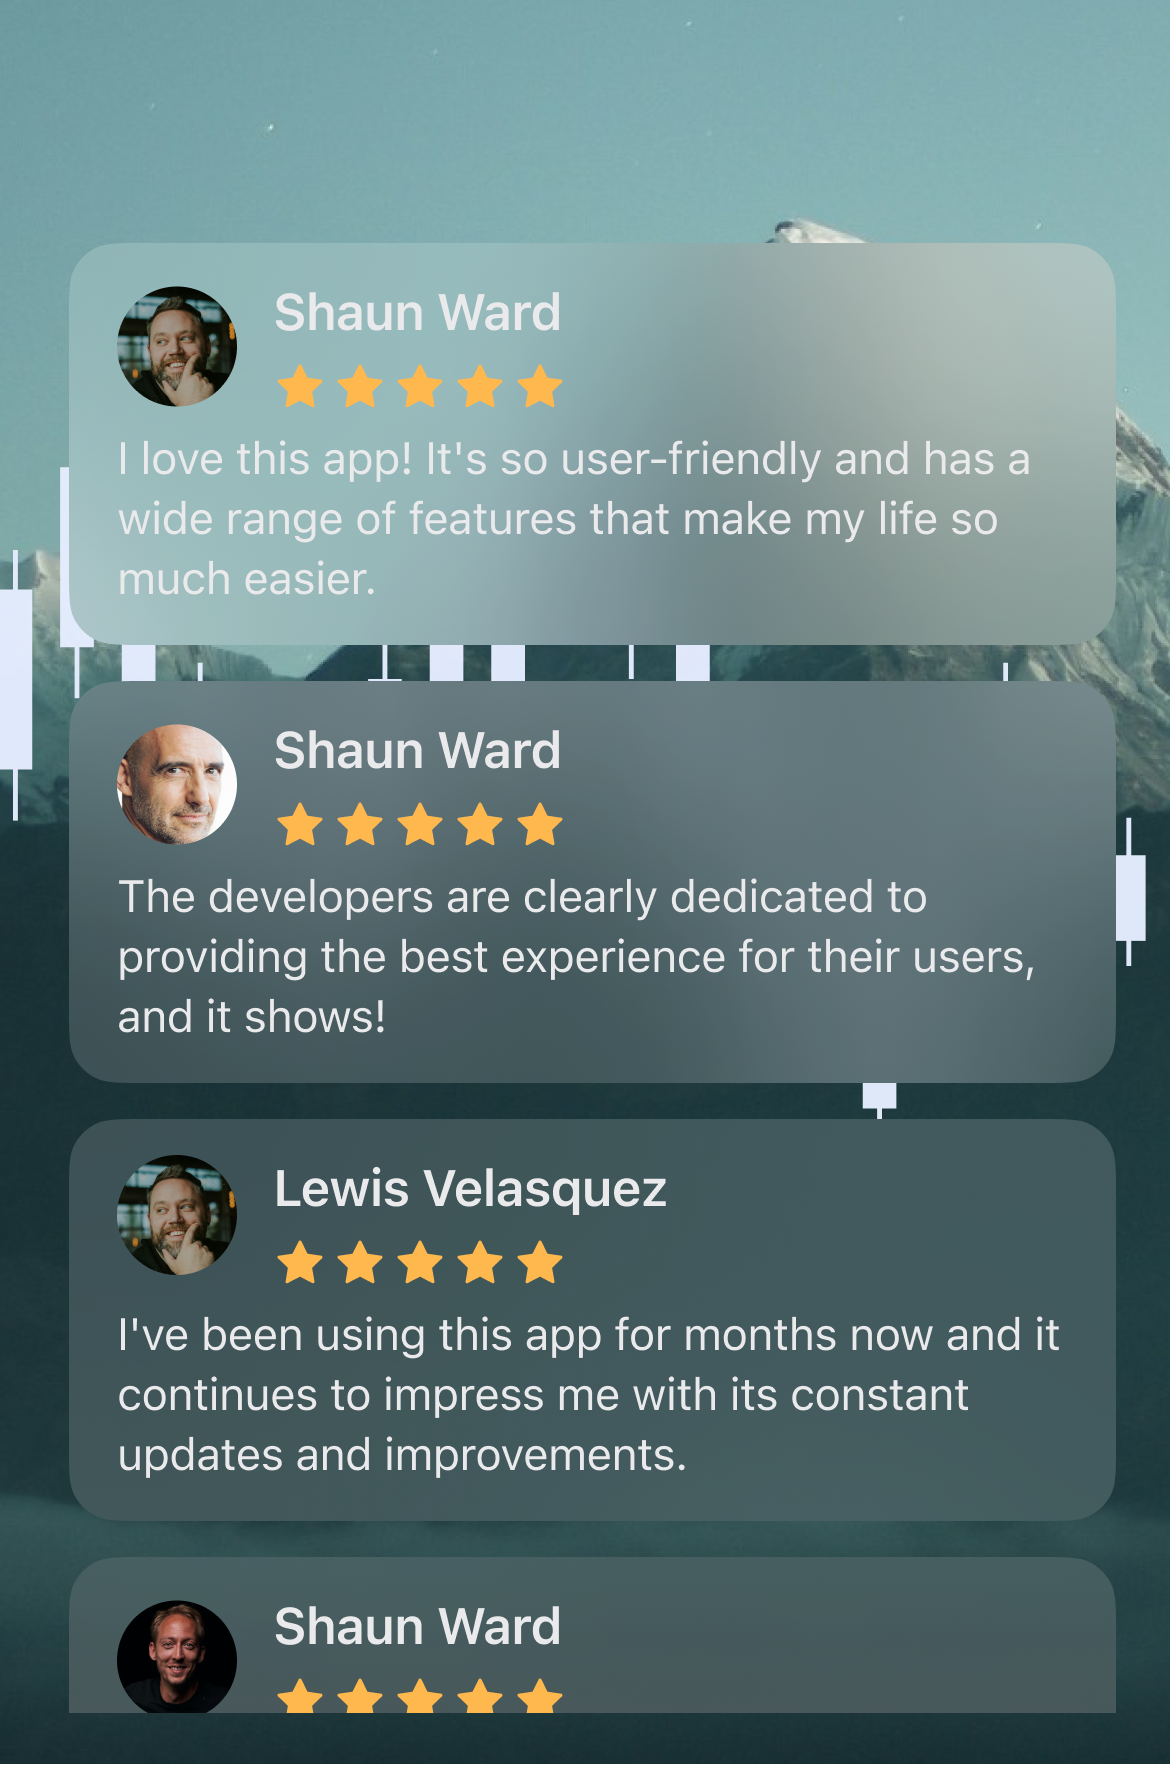 Shaun Ward
I love this app! It's so user-friendly and has a
wide range of features that make my life so
much easier.
Shaun Ward
The developers are clearly dedicated to
providing the best experience for their users,
and it shows!
Lewis Velasquez
I've been using this app for months now and it
continues to impress me with its constant
updates and improvements.
Shaun Ward